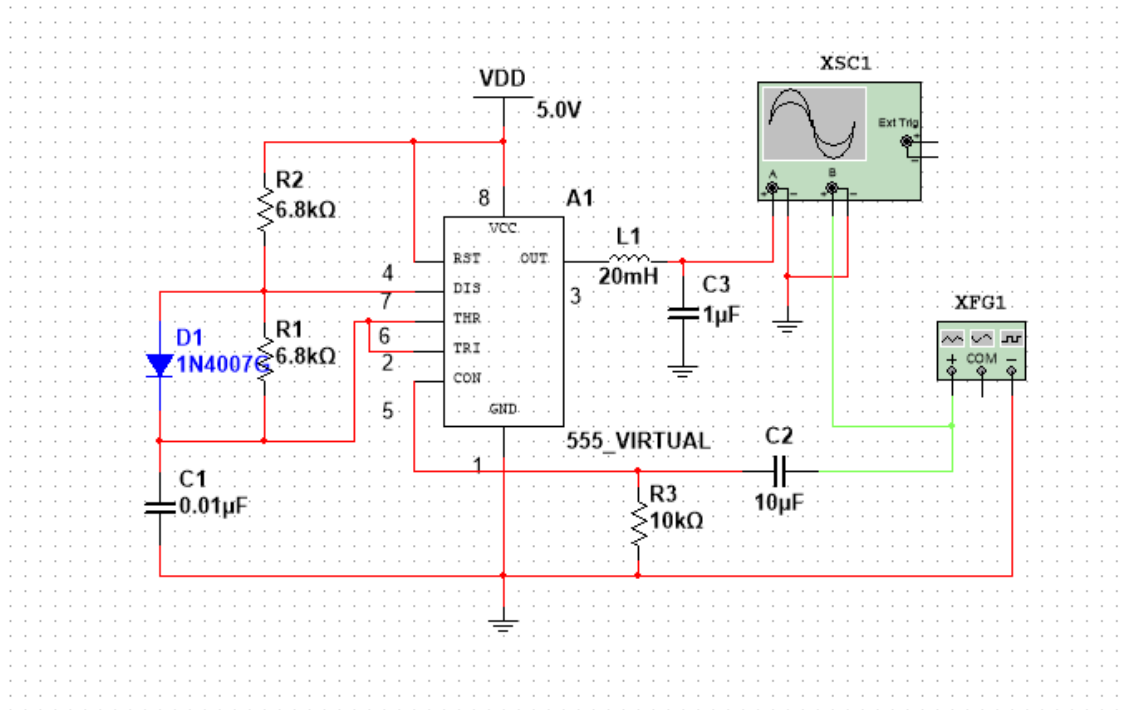 XSC1
VDD
5.0V
Ext Trig
+
−
A
B
+ − + −
R2
6.8kΩ
8
A1
VCC
RST OUT
L1
20mH
4
DIS
3
C3
1µF
7
THR
XFG1
D1
1N4007G
R1
6.8kΩ
6
TRI
2
CON
+ COM −
5
GND
555_VIRTUAL
C2
10µF
1
C1
0.01µF
R3
10kΩ